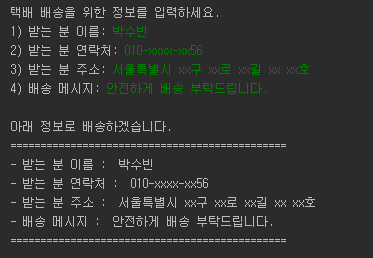 택배 배송을 위한 정보를 입력하세요.
1) 받는 분 이름: 박수빈
2) 받는 분 연락처: 010-xxxx-xx56
3) 받는 분 주소: 서울특별시 xx구 xx로 xx길 xx xx호
4) 배송 메시지: 안전하게 배송 부탁드립니다.
아래 정보로 배송하겠습니다.
==============================================
- 받는 분 이름 : 박수빈
- 받는 분 연락처 : 010-xxxx-xx56
- 받는 분 주소 : 서울특별시 xx구 xx로 xx길 xx xx호
- 배송 메시지 : 안전하게 배송 부탁드립니다.
==============================================